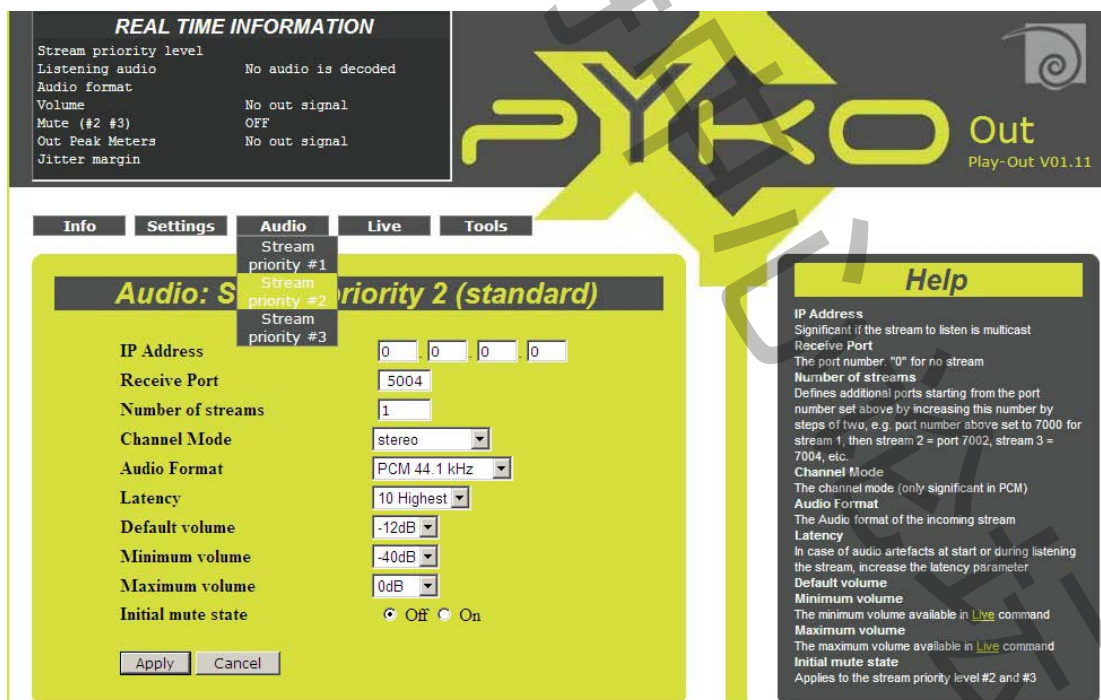 REAL TIME INFORMATION
Stream priority level
Listening audio No audio is decoded
Audio format
Volume No out signal
Mute (#2 #3) OFF
Out Peak Meters No out signal
Jitter margin
PYKO
Out
Play-Out V01.11
Info Settings Audio Live Tools
Stream
priority #1
Stream
priority #2
Stream
priority #3
Audio: S riority 2 (standard)
IP Address 0 . 0 . 0 . 0
Receive Port 5004
Number of streams 1
Channel Mode stereo
Audio Format PCM 44.1 kHz
Latency 10 Highest
Default volume -12dB
Minimum volume -40dB
Maximum volume 0dB
Initial mute state Off On
Apply Cancel
Help
IP Address
Significant if the stream to listen is multicast
Receive Port
The port number. "0" for no stream
Number of streams
Defines additional ports starting from the port
number set above by increasing this number by
steps of two, e.g. port number above set to 7000 for
stream 1, then stream 2 = port 7002, stream 3 =
7004, etc.
Channel Mode
The channel mode (only significant in PCM)
Audio Format
The Audio format of the incoming stream
Latency
In case of audio artefacts at start or during listening
the stream, increase the latency parameter
Default volume
Minimum volume
The minimum volume available in Live command
Maximum volume
The maximum volume available in Live command
Initial mute state
Applies to the stream priority level #2 and #3